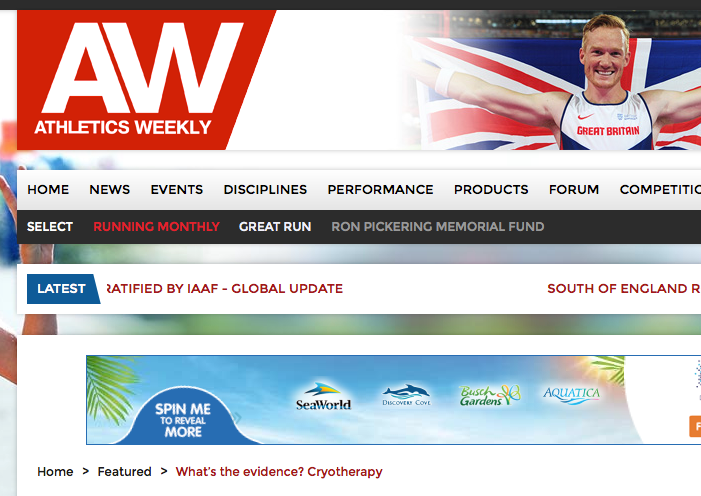 AW
ATHLETICS WEEKLY
GREAT BRITAIN
HOME NEWS EVENTS DISCIPLINES PERFORMANCE PRODUCTS FORUM COMPETITIO
SELECT RUNNING MONTHLY GREAT RUN RON PICKERING MEMORIAL FUND
LATEST RATIFIED BY IAAF - GLOBAL UPDATE SOUTH OF ENGLAND R
SPIN ME
TO REVEAL
MORE
SeaWorld DISCOVERY COVE Busch Gardens AQUATICA
F
Home > Featured > What's the evidence? Cryotherapy